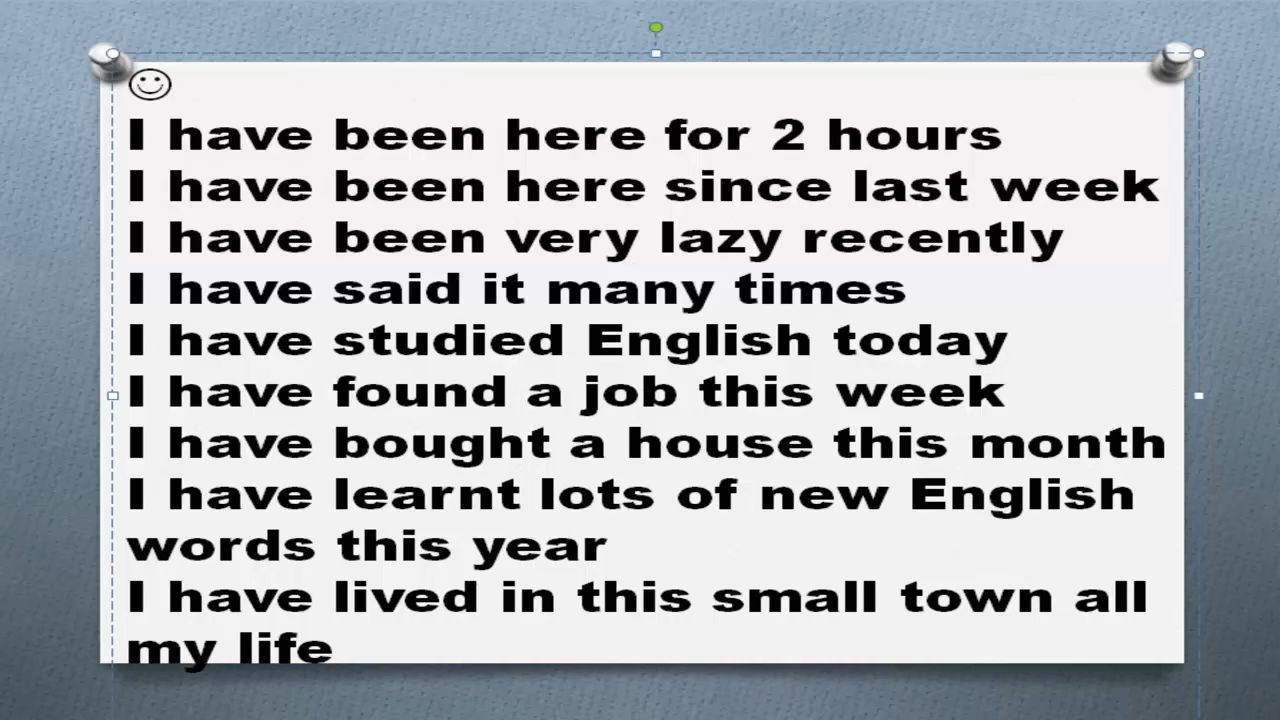 I have been here for 2 hours
I have been here since last week
I have been very lazy recently
I have said it many times
I have studied English today
I have found a job this week
I have bought a house this month
I have learnt lots of new English
words this year
I have lived in this small town all
my life